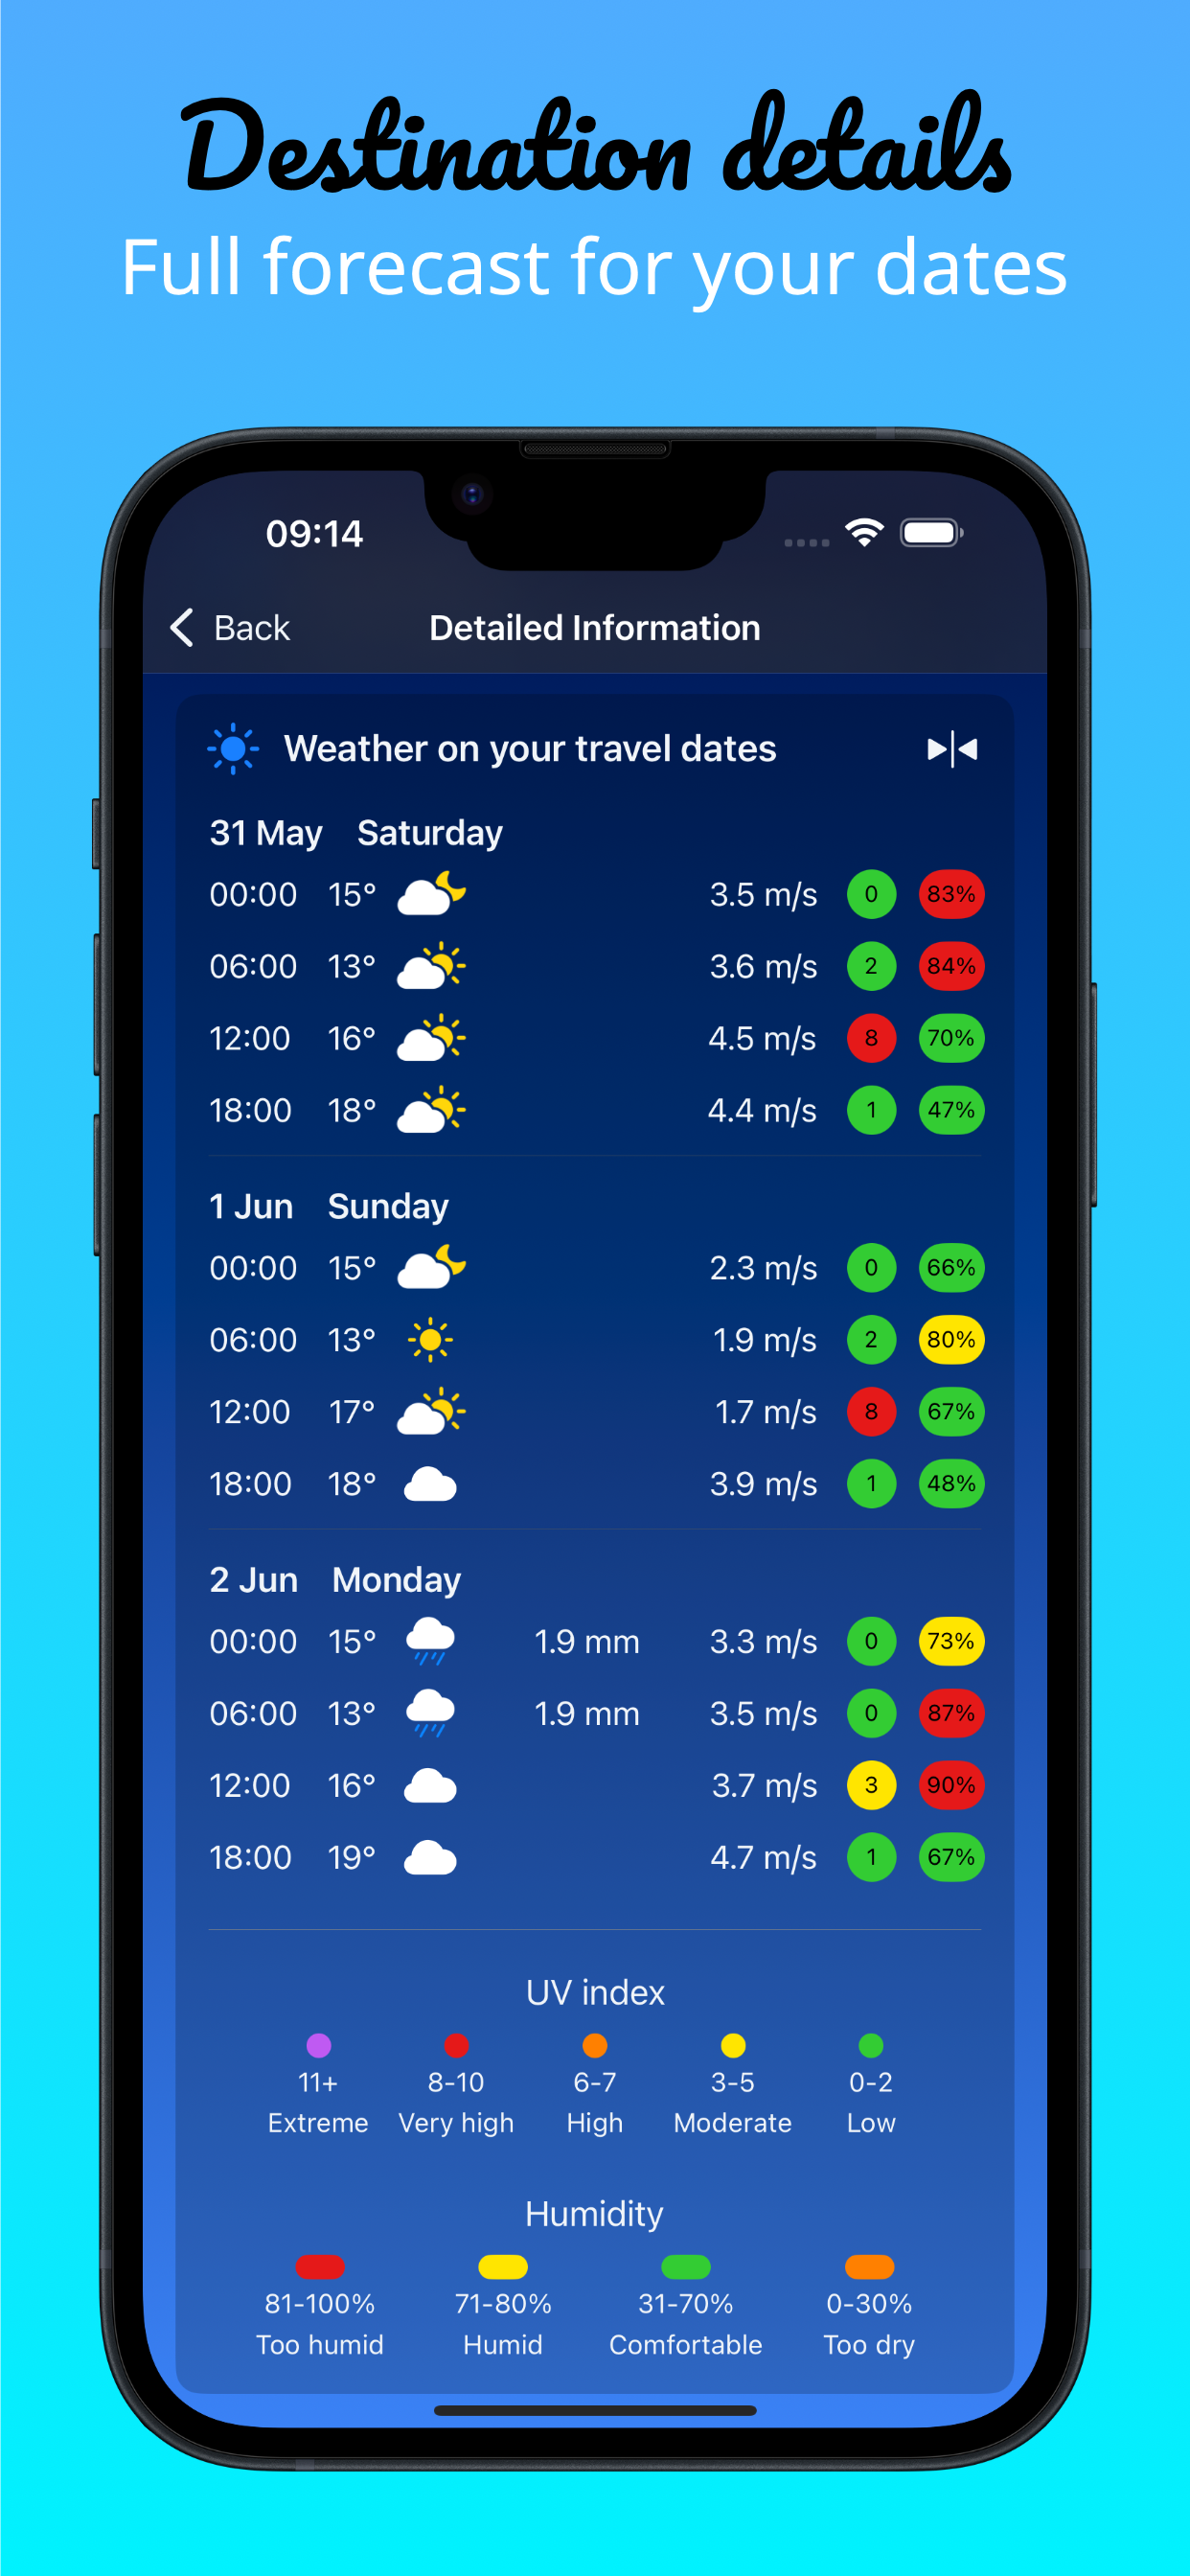 Destination details
Full forecast for your dates
09:14
Back Detailed Information
Weather on your travel dates
31 May Saturday
00:00 15° 3.5 m/s 0 83%
06:00 13° 3.6 m/s 2 84%
12:00 16° 4.5 m/s 8 70%
18:00 18° 4.4 m/s 1 47%
1 Jun Sunday
00:00 15° 2.3 m/s 0 66%
06:00 13° 1.9 m/s 2 80%
12:00 17° 1.7 m/s 8 67%
18:00 18° 3.9 m/s 1 48%
2 Jun Monday
00:00 15° 1.9 mm 3.3 m/s 0 73%
06:00 13° 1.9 mm 3.5 m/s 0 87%
12:00 16° 3.7 m/s 3 90%
18:00 19° 4.7 m/s 1 67%
UV index
11+ 8-10 6-7 3-5 0-2
Extreme Very high High Moderate Low
Humidity
81-100% 71-80% 31-70% 0-30%
Too humid Humid Comfortable Too dry